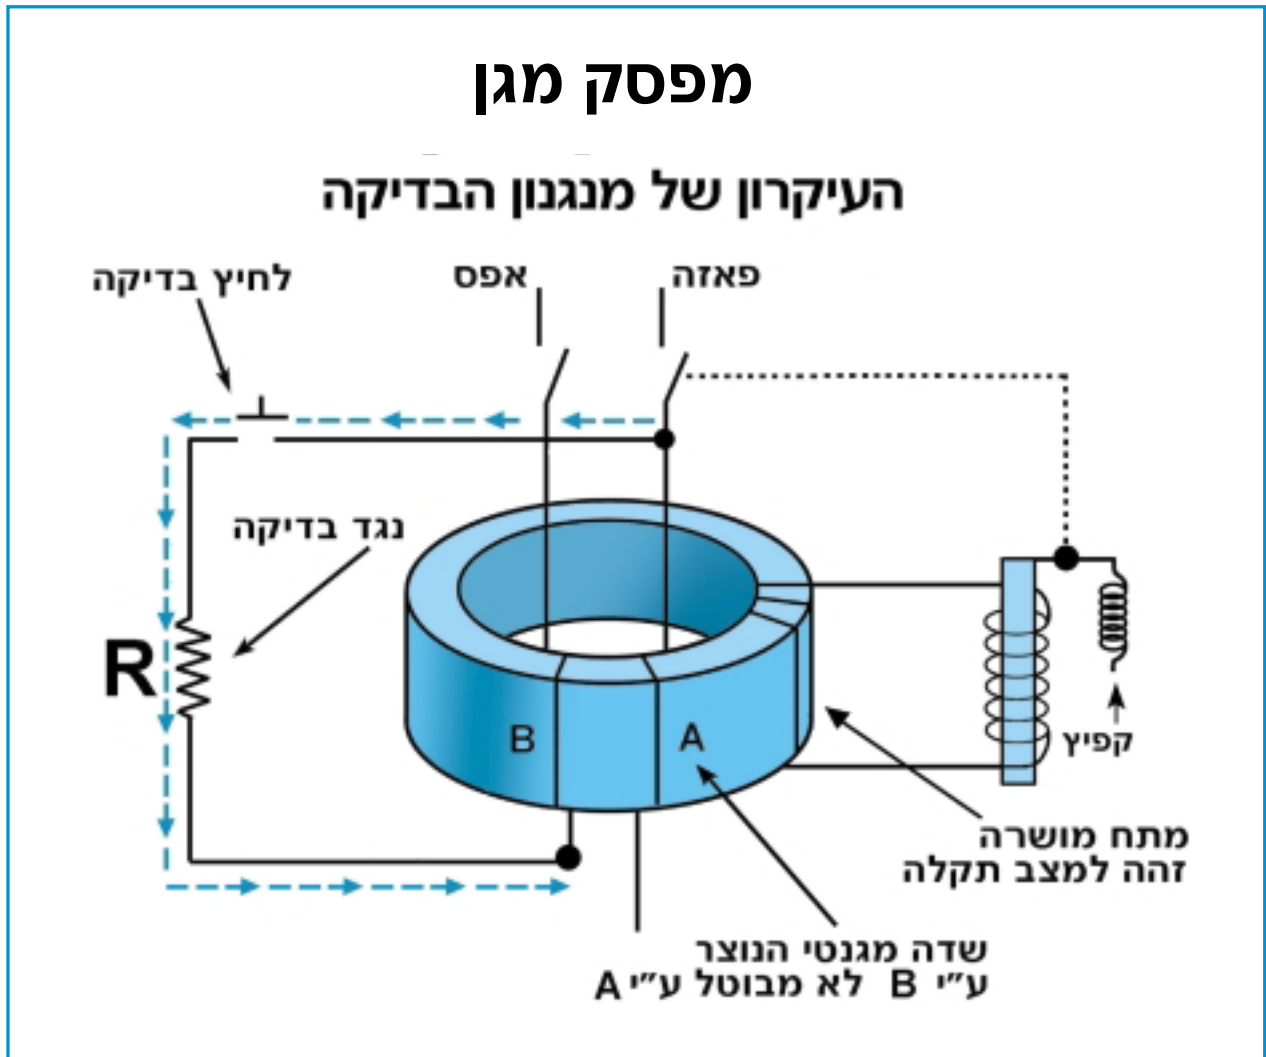 מפסק מגן
העיקרון של מנגנון הבדיקה
לחיץ בדיקה
אפס
פאזה
נגד בדיקה
R
B
A
קפיץ
מתח מושרה
זהה למצב תקלה
שדה מגנטי הנוצר
ע״י B לא מבוטל ע״י A